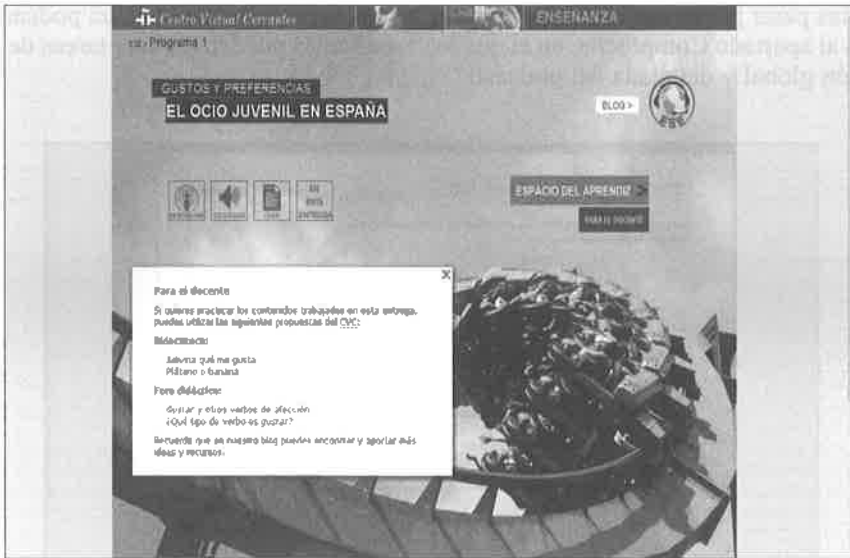 Centro Virtual Cervantes
ENSEÑANZA
Programa 1
GUSTOS Y PREFERENCIAS
EL OCIO JUVENIL EN ESPAÑA
BLOG >
ESE
ESPACIO DEL APRENDIZ >
X
Para el docente
Si quieres practicar los contenidos trabajados en esta entrega,
puedes utilizar las siguientes propuestas del CVC:
Didactiteca:
Adivina qué me gusta
Plátano o banana
Foro didáctico:
Gustar y otros verbos de afección
¿Qué tipo de verbo es gustar?
Recuerda que en nuestro blog puedes encontrar y aportar más
ideas y recursos.